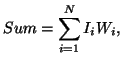 Sum = \sum_{i=1}^{N} I_i W_i,